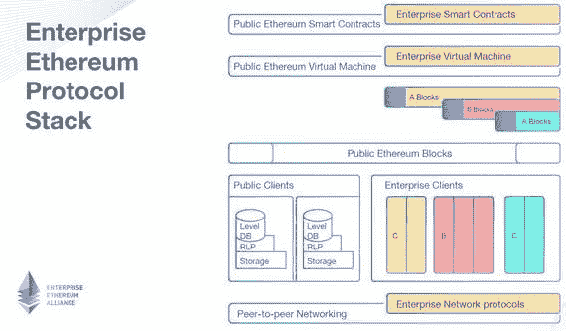 Enterprise
Ethereum
Protocol
Stack
Public Ethereum Smart Contracts
Enterprise Smart Contracts
Public Ethereum Virtual Machine
Enterprise Virtual Machine
A Blocks
Blocks
A Blocks
Public Ethereum Blocks
Public Clients
Enterprise Clients
Level
DB
RLP
Storage
Level
DB
RLP
Storage
C
C
Peer-to-peer Networking
Enterprise Network protocols
ENTERPRISE
ETHEREUM
ALLIANCE